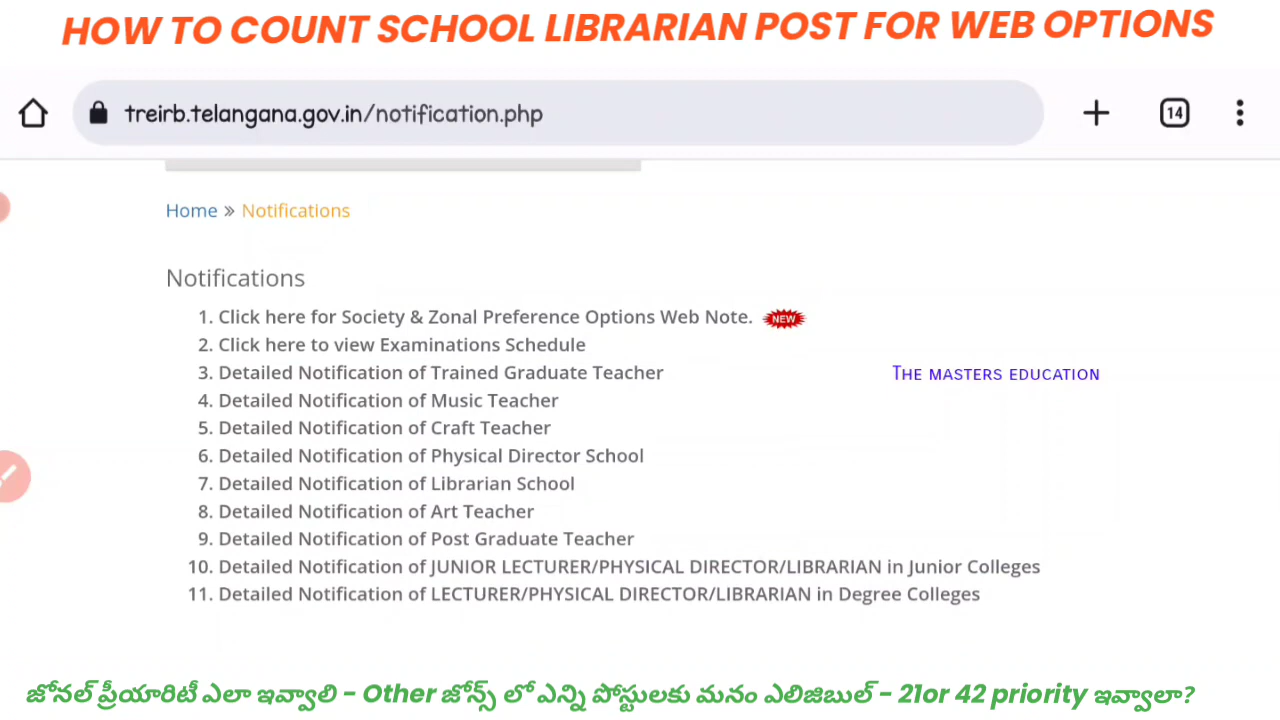 HOW TO COUNT SCHOOL LIBRARIAN POST FOR WEB OPTIONS
treirb.telangana.gov.in/notification.php
14
Home » Notifications
Notifications
1. Click here for Society & Zonal Preference Options Web Note. NEW
2. Click here to view Examinations Schedule
3. Detailed Notification of Trained Graduate Teacher
THE MASTERS EDUCATION
4. Detailed Notification of Music Teacher
5. Detailed Notification of Craft Teacher
6. Detailed Notification of Physical Director School
7. Detailed Notification of Librarian School
8. Detailed Notification of Art Teacher
9. Detailed Notification of Post Graduate Teacher
10. Detailed Notification of JUNIOR LECTURER/PHYSICAL DIRECTOR/LIBRARIAN in Junior Colleges
11. Detailed Notification of LECTURER/PHYSICAL DIRECTOR/LIBRARIAN in Degree Colleges
జోనల్ ప్రీయారిటీ ఎలా ఇవ్వాలి - Other జోన్స్ లో ఎన్ని పోస్టులకు మనం ఎలిజిబుల్ - 21or 42 priority ఇవ్వాలా?